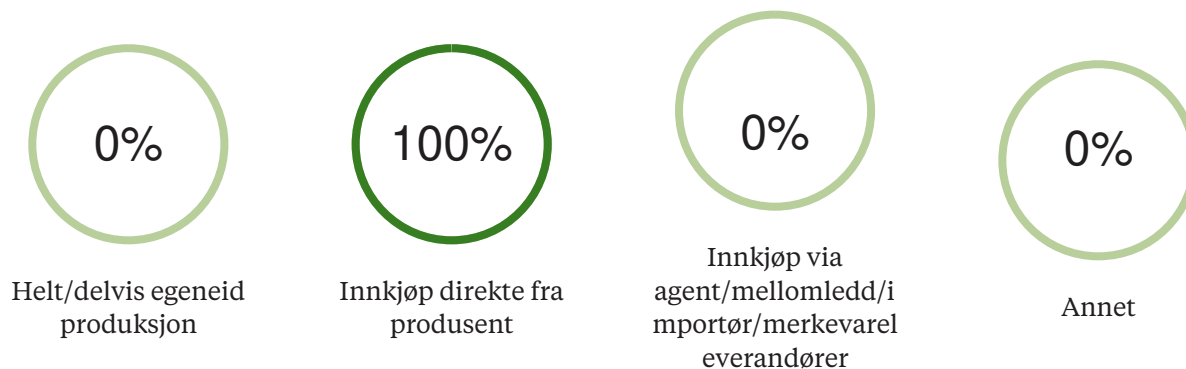 0%
Helt/delvis egeneid
produksjon
100%
Innkjøp direkte fra
produsent
0%
Innkjøp via
agent/mellomledd/i
mportør/merkevarel
everandører
0%
Annet